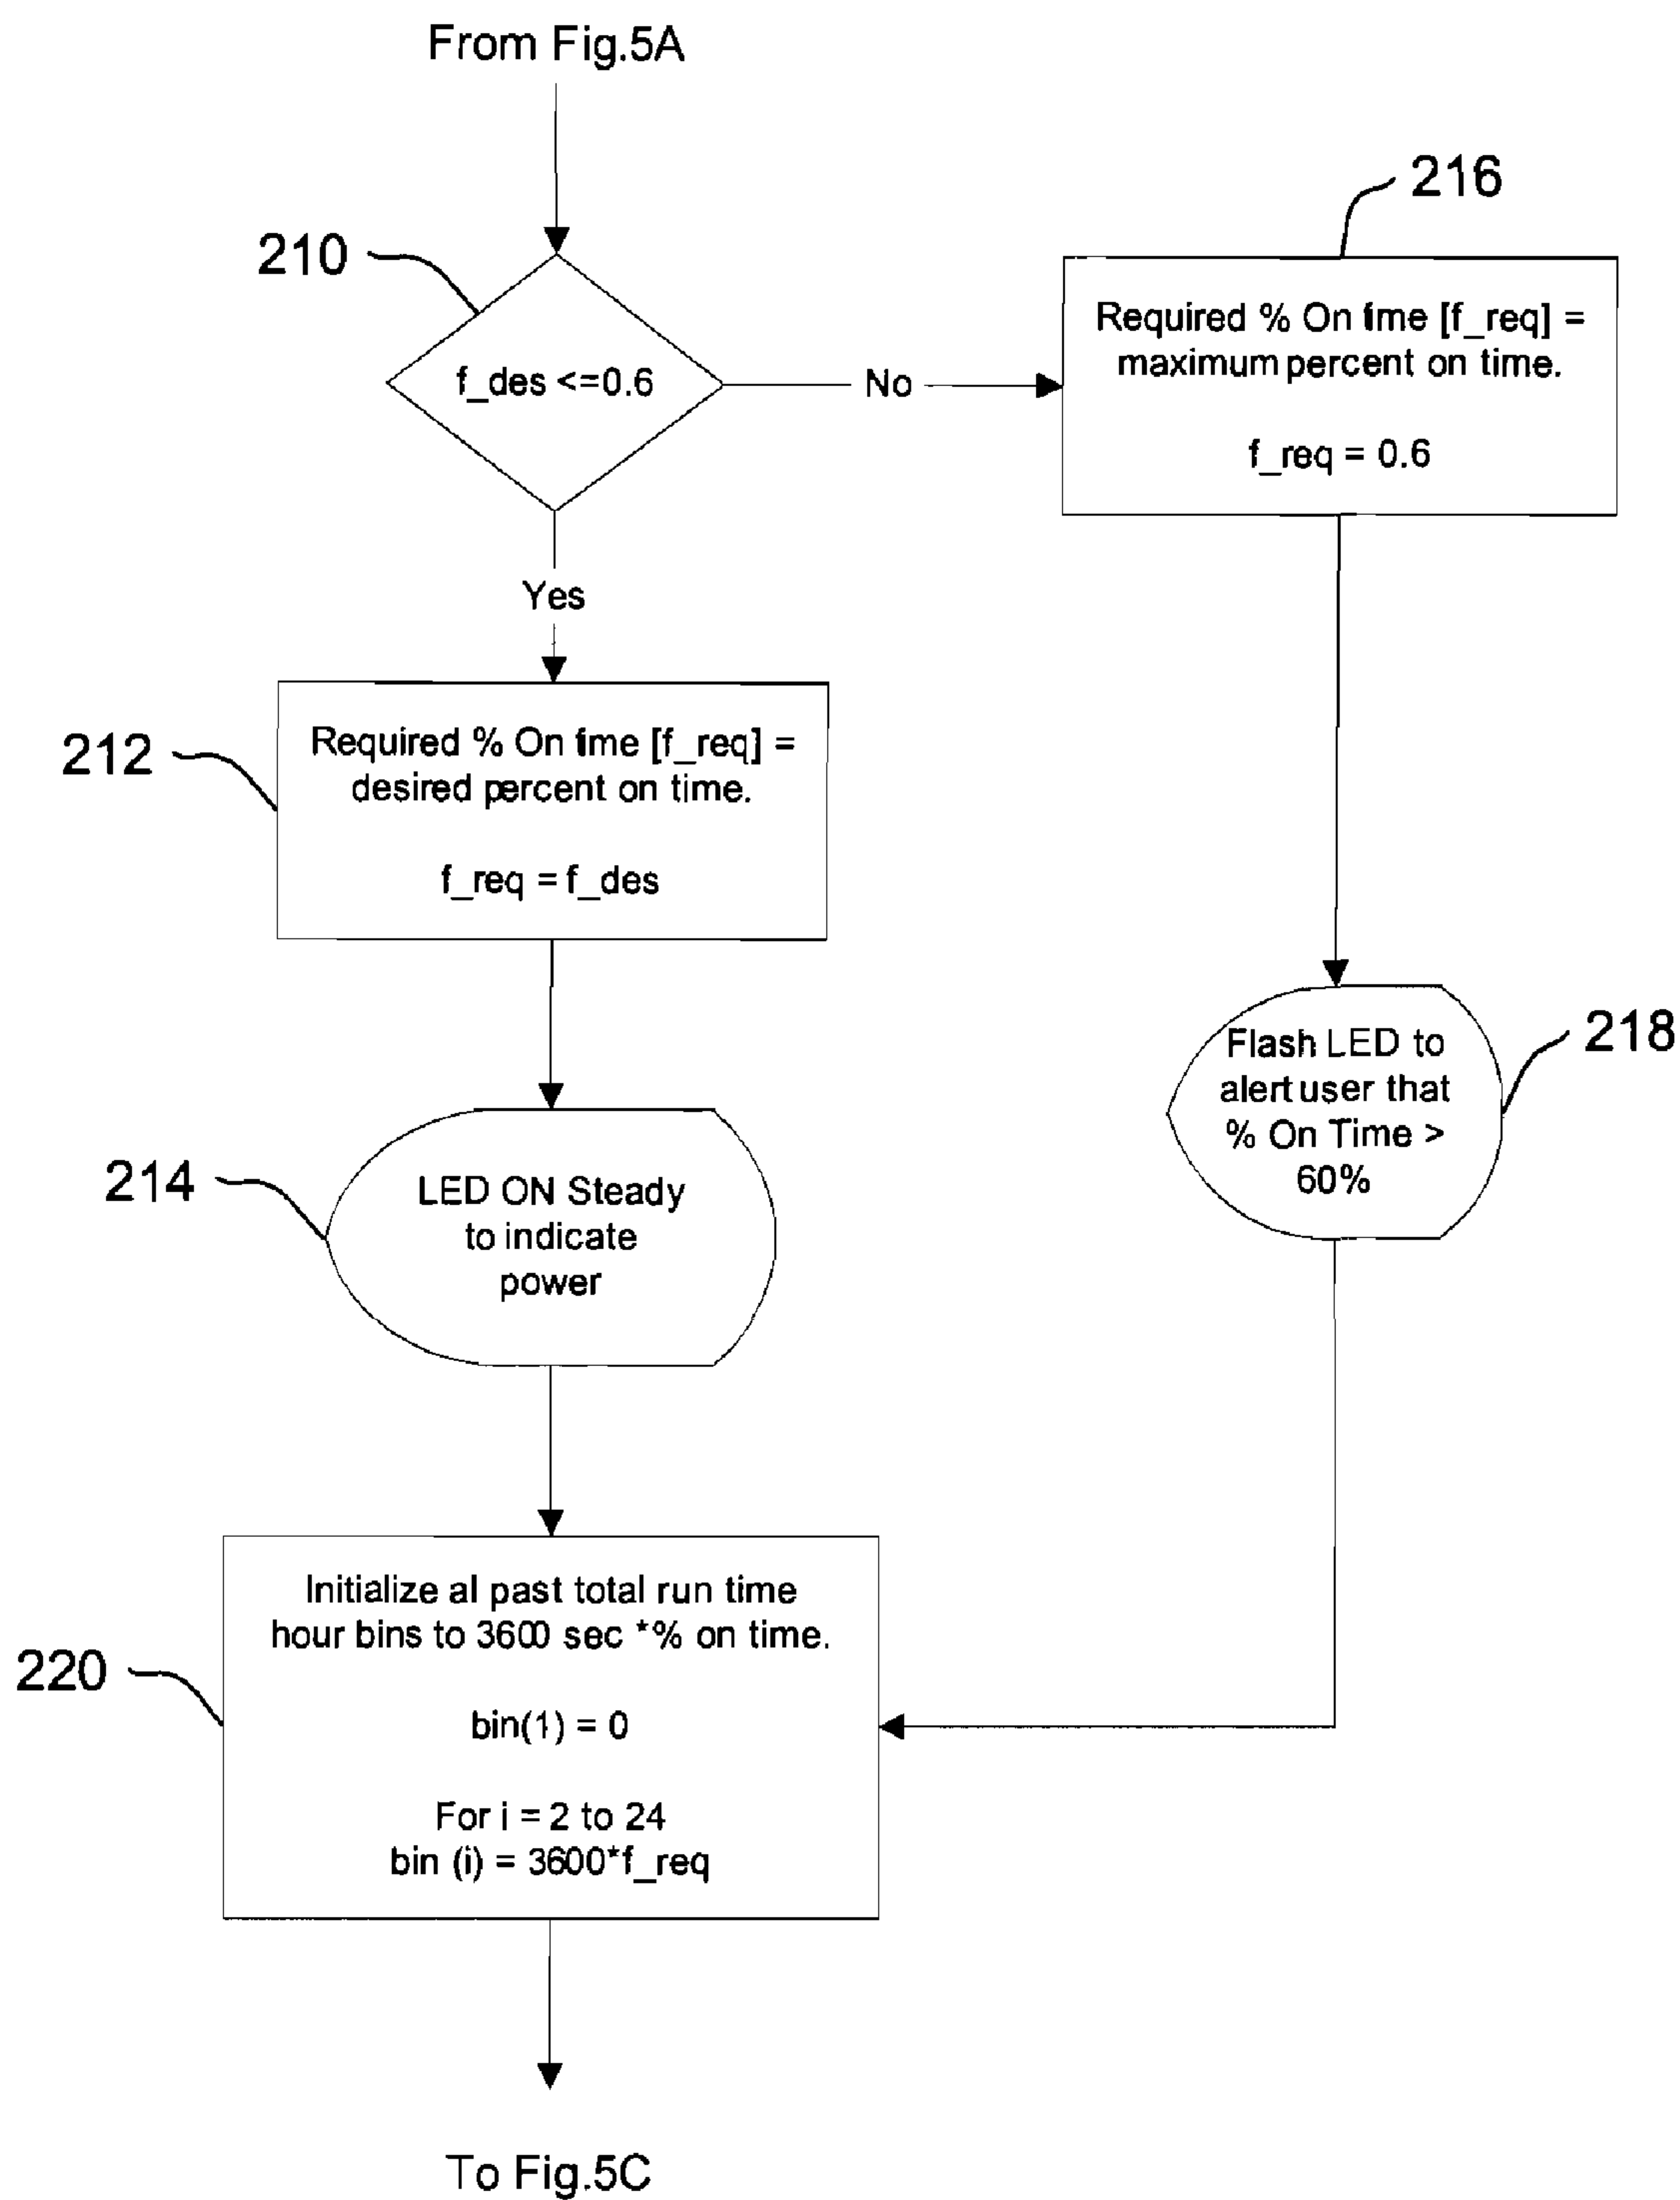 From Fig.5A
210
f_des <=0.6
No
216
Required % On time [f_req] =
maximum percent on time.
f_req = 0.6
Yes
212
Required % On time [f_req] =
desired percent on time.
f_req = f_des
214
LED ON Steady
to indicate
power
Flash LED to
alert user that
% On Time >
60%
218
220
Initialize al past total run time
hour bins to 3600 sec *% on time.
bin(1) = 0
For i = 2 to 24
bin (i) = 3600*f_req
To Fig.5C